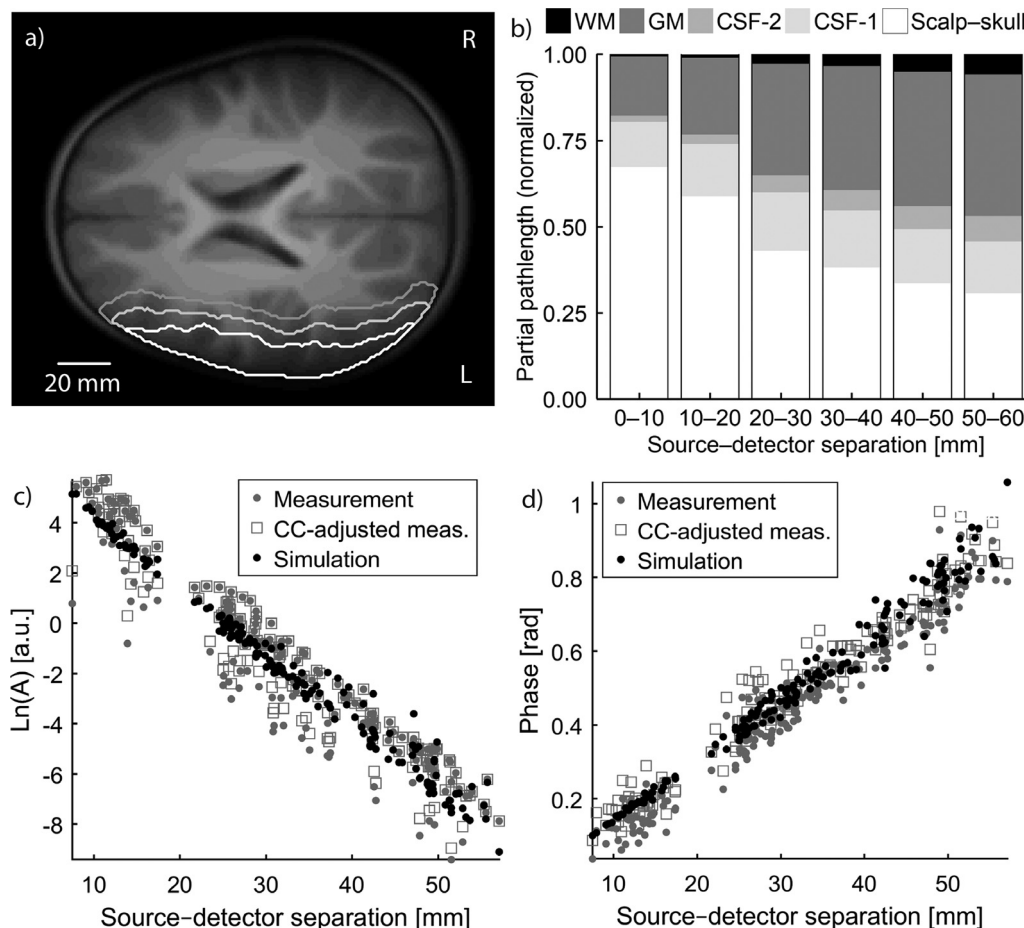 a)
R
L
20 mm
b)
WM GM CSF-2 CSF-1 Scalp–skull
Partial pathlength (normalized)
1.00
0.75
0.50
0.25
0.00
0–10 10–20 20–30 30–40 40–50 50–60
Source–detector separation [mm]
c)
Measurement
CC-adjusted meas.
Simulation
Ln(A) [a.u.]
4
2
0
-2
-4
-6
-8
10 20 30 40 50
Source–detector separation [mm]
d)
Measurement
CC-adjusted meas.
Simulation
Phase [rad]
1
0.8
0.6
0.4
0.2
10 20 30 40 50
Source–detector separation [mm]